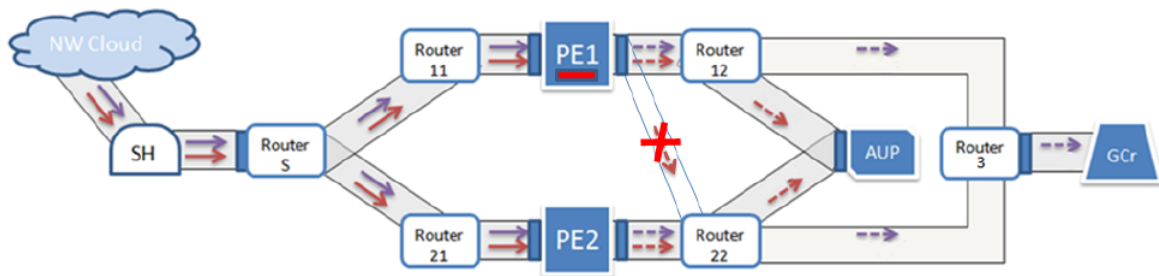 NW Cloud
SH
Router
S
Router
11
PE1
Router
12
Router
21
PE2
Router
22
AUP
Router
3
GCr